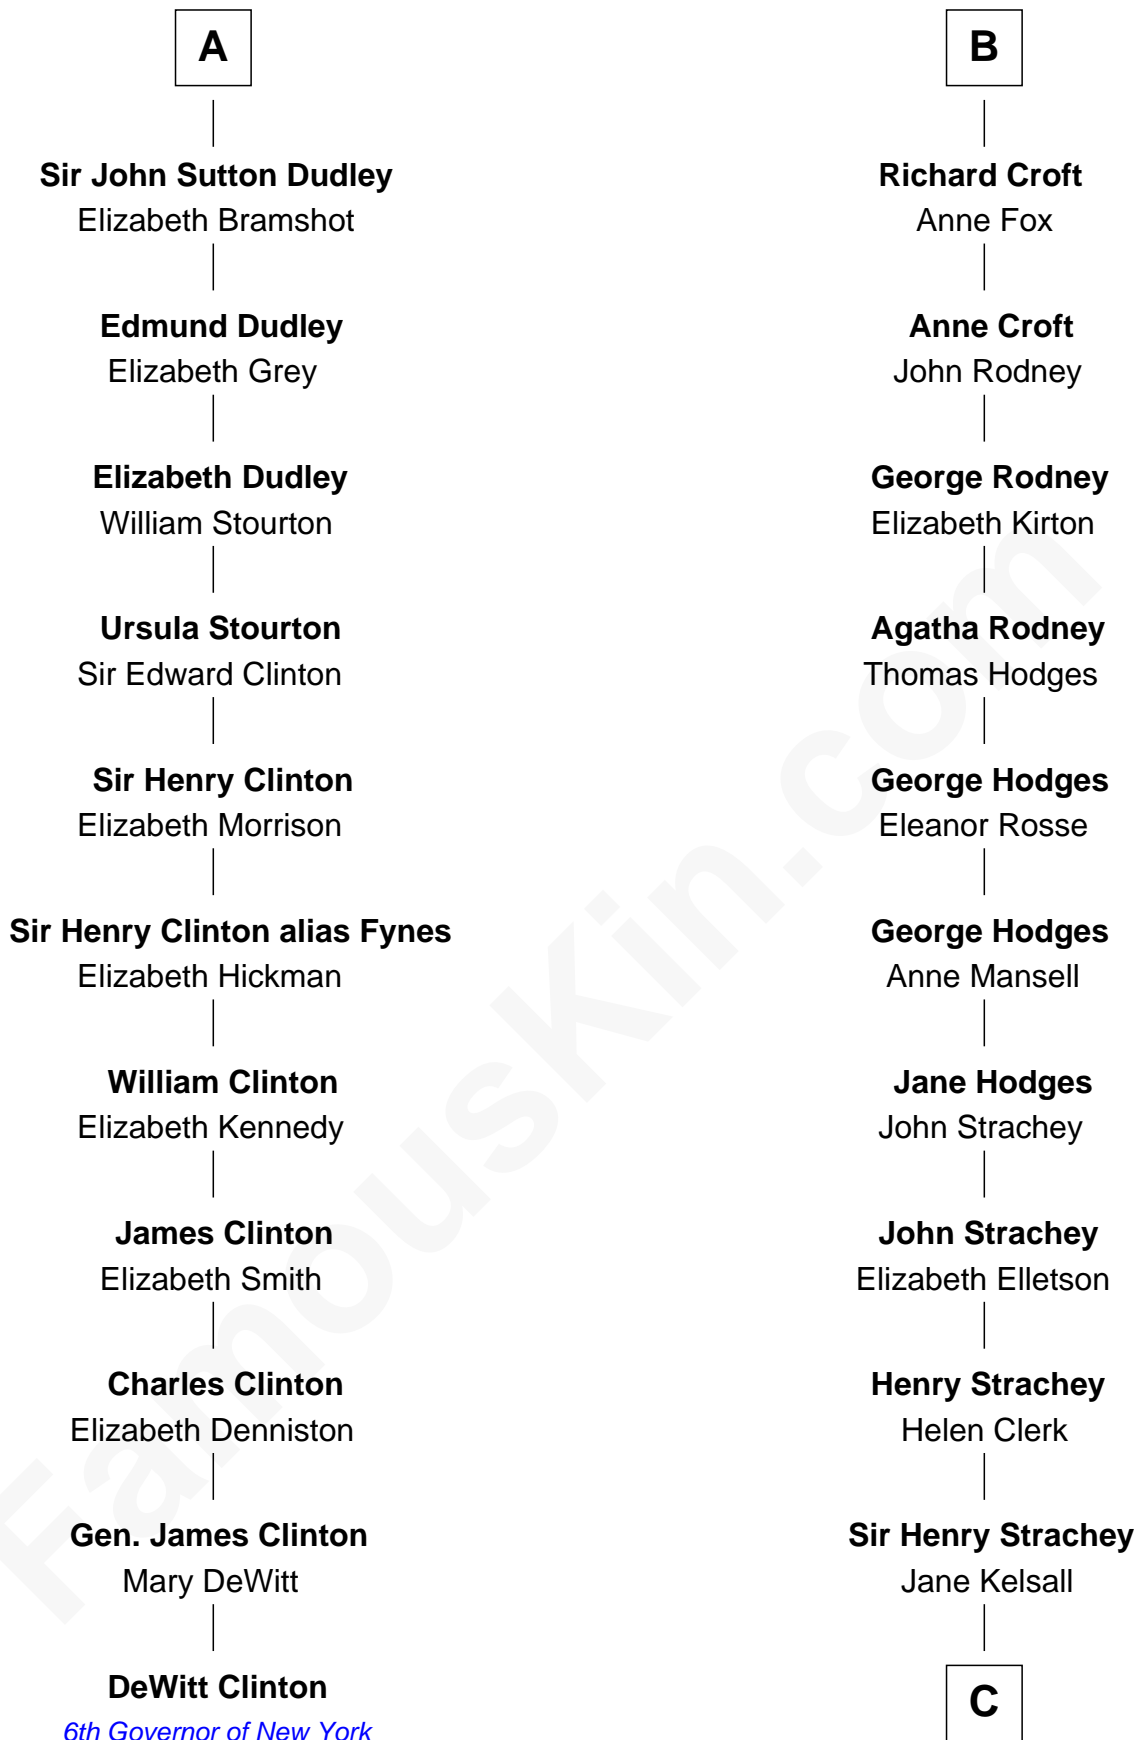 A
Sir John Sutton Dudley
Elizabeth Bramshot
Edmund Dudley
Elizabeth Grey
Elizabeth Dudley
William Stourton
Ursula Stourton
Sir Edward Clinton
Sir Henry Clinton
Elizabeth Morrison
Sir Henry Clinton alias Fynes
Elizabeth Hickman
William Clinton
Elizabeth Kennedy
James Clinton
Elizabeth Smith
Charles Clinton
Elizabeth Denniston
Gen. James Clinton
Mary DeWitt
DeWitt Clinton
6th Governor of New York
B
Richard Croft
Anne Fox
Anne Croft
John Rodney
George Rodney
Elizabeth Kirton
Agatha Rodney
Thomas Hodges
George Hodges
Eleanor Rosse
George Hodges
Anne Mansell
Jane Hodges
John Strachey
John Strachey
Elizabeth Elletson
Henry Strachey
Helen Clerk
Sir Henry Strachey
Jane Kelsall
C
FamousKin.com